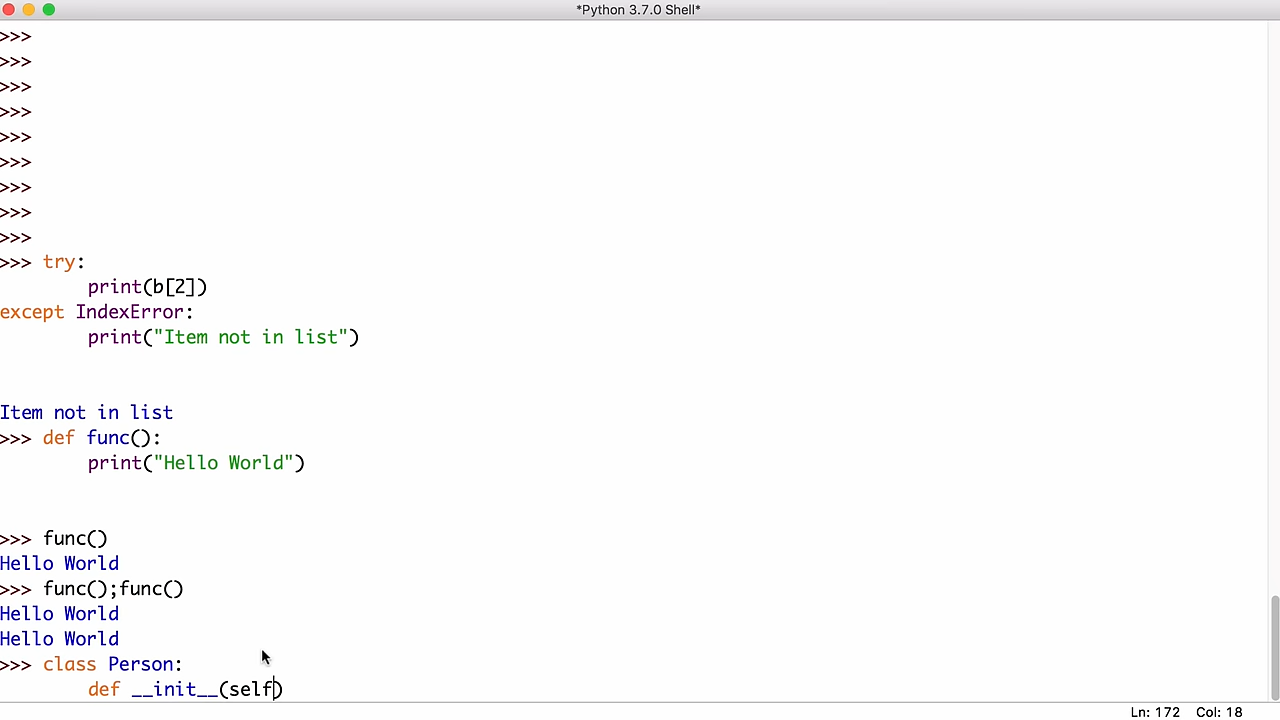 *Python 3.7.0 Shell*
>>>
>>>
>>>
>>>
>>>
>>>
>>>
>>>
>>>
>>> try:
        print(b[2])
except IndexError:
        print("Item not in list")
Item not in list
>>> def func():
        print("Hello World")
>>> func()
Hello World
>>> func();func()
Hello World
Hello World
>>> class Person:
        def __init__(self)
Ln: 172 Col: 18